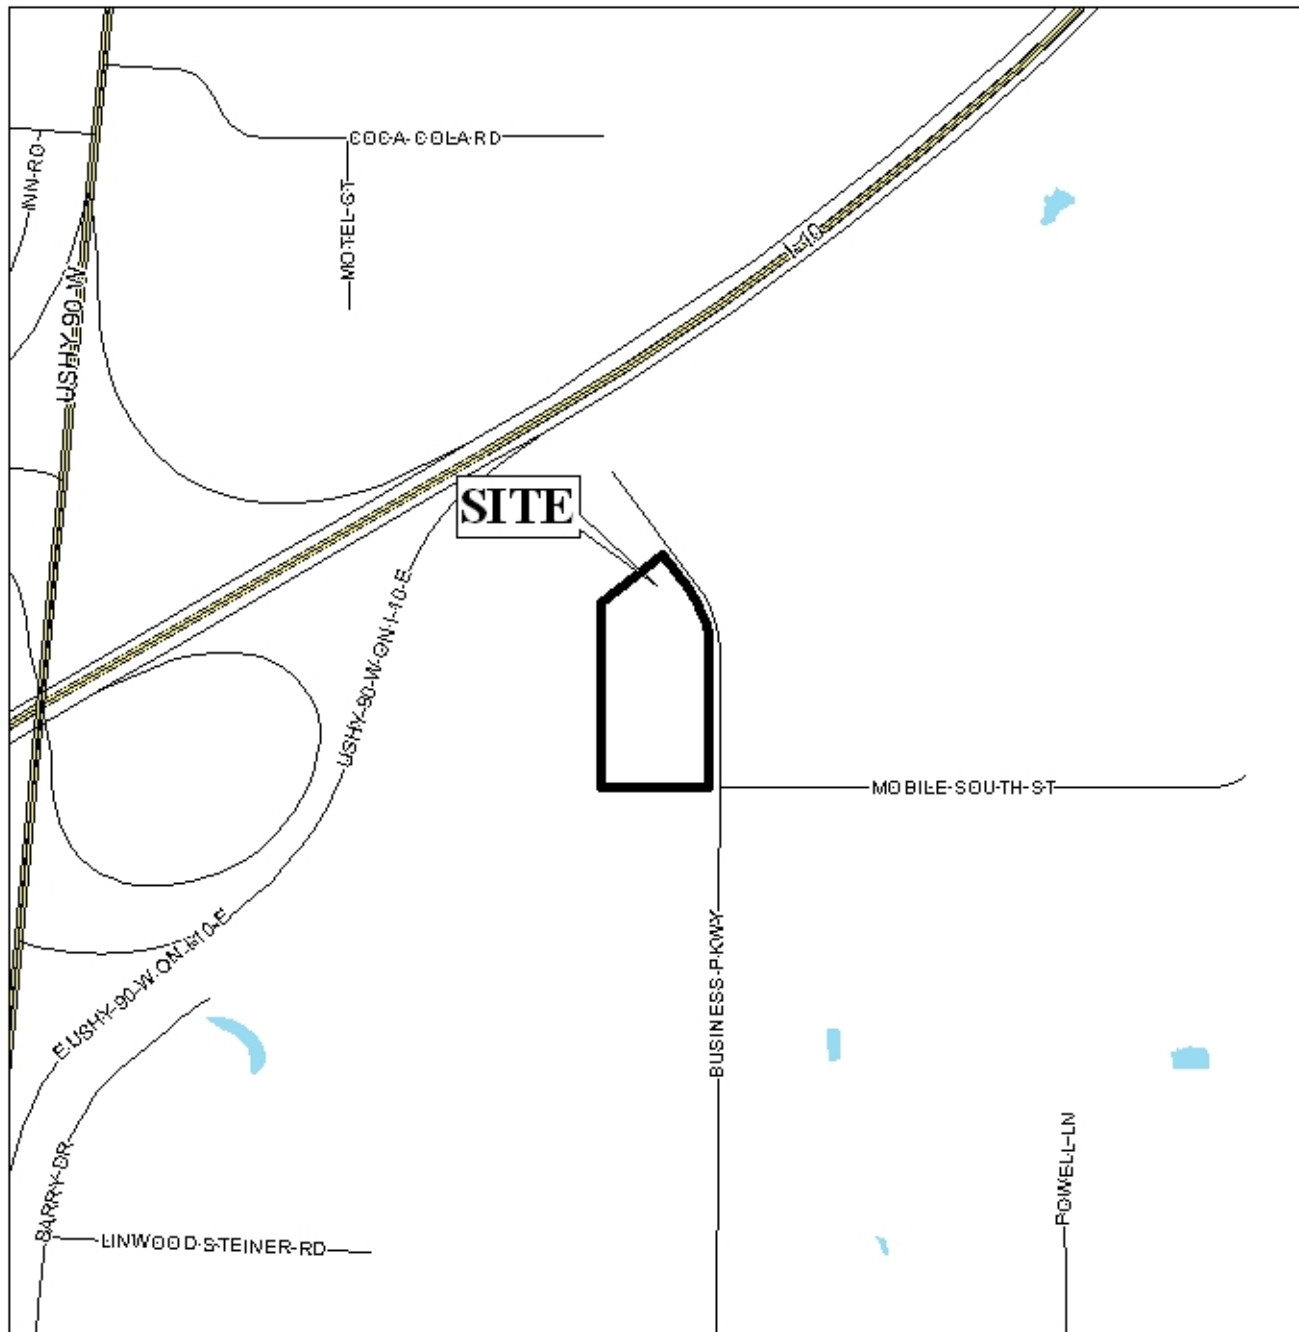 COCA COLA RD
INN RD
MOTEL ST
I-10
USHY 90 W
SITE
USHY-90-W-ON-I-10-E
MOBILE-SOUTH-ST
E-USHY-90-W-ON-I-10-E
BUSINESS-PKWY
POWELL-LN
BARRY-DR
LINWOOD-STEINER-RD